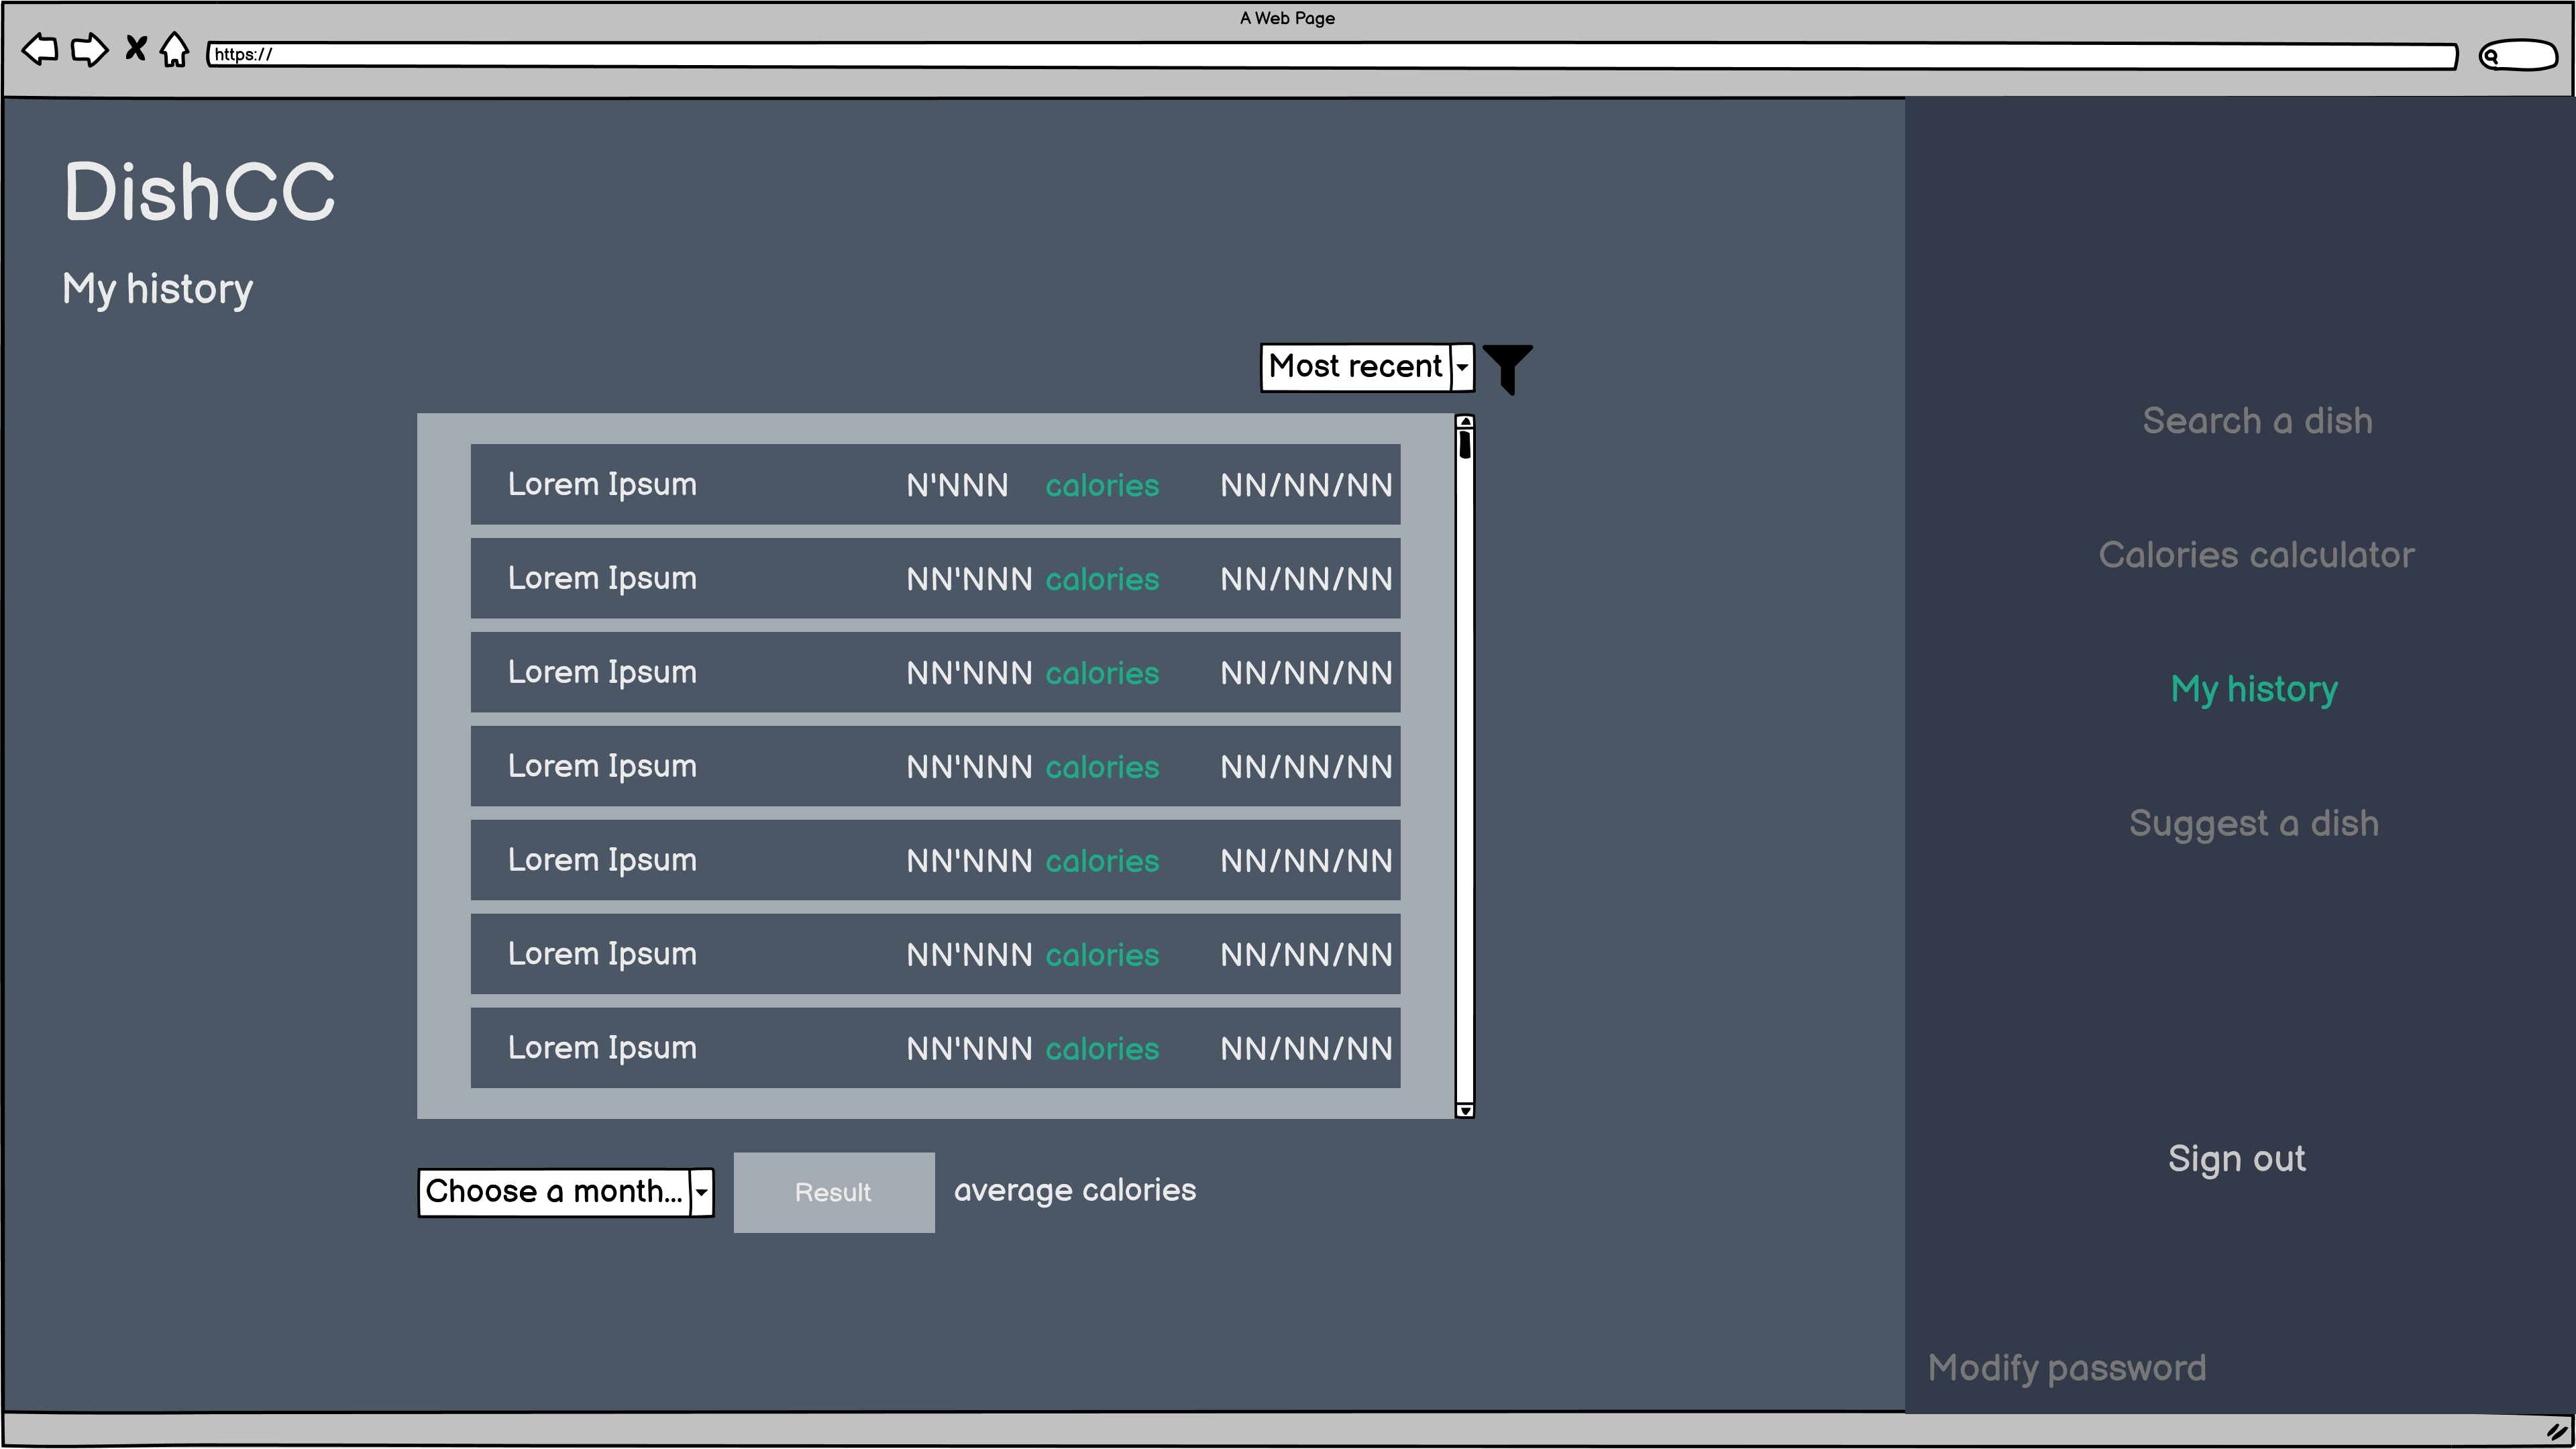 A Web Page
https://
DishCC
My history
Most recent
Lorem Ipsum N'NNN calories NN/NN/NN
Lorem Ipsum NN'NNN calories NN/NN/NN
Lorem Ipsum NN'NNN calories NN/NN/NN
Lorem Ipsum NN'NNN calories NN/NN/NN
Lorem Ipsum NN'NNN calories NN/NN/NN
Lorem Ipsum NN'NNN calories NN/NN/NN
Lorem Ipsum NN'NNN calories NN/NN/NN
Choose a month... Result average calories
Search a dish
Calories calculator
My history
Suggest a dish
Sign out
Modify password